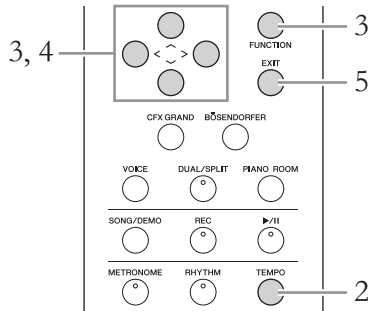 3
FUNCTION
3, 4
< >
EXIT
5
CFX GRAND BÖSENDORFER
VOICE DUAL/SPLIT PIANO ROOM
SONG/DEMO REC ▶/II
METRONOME RHYTHM TEMPO
2